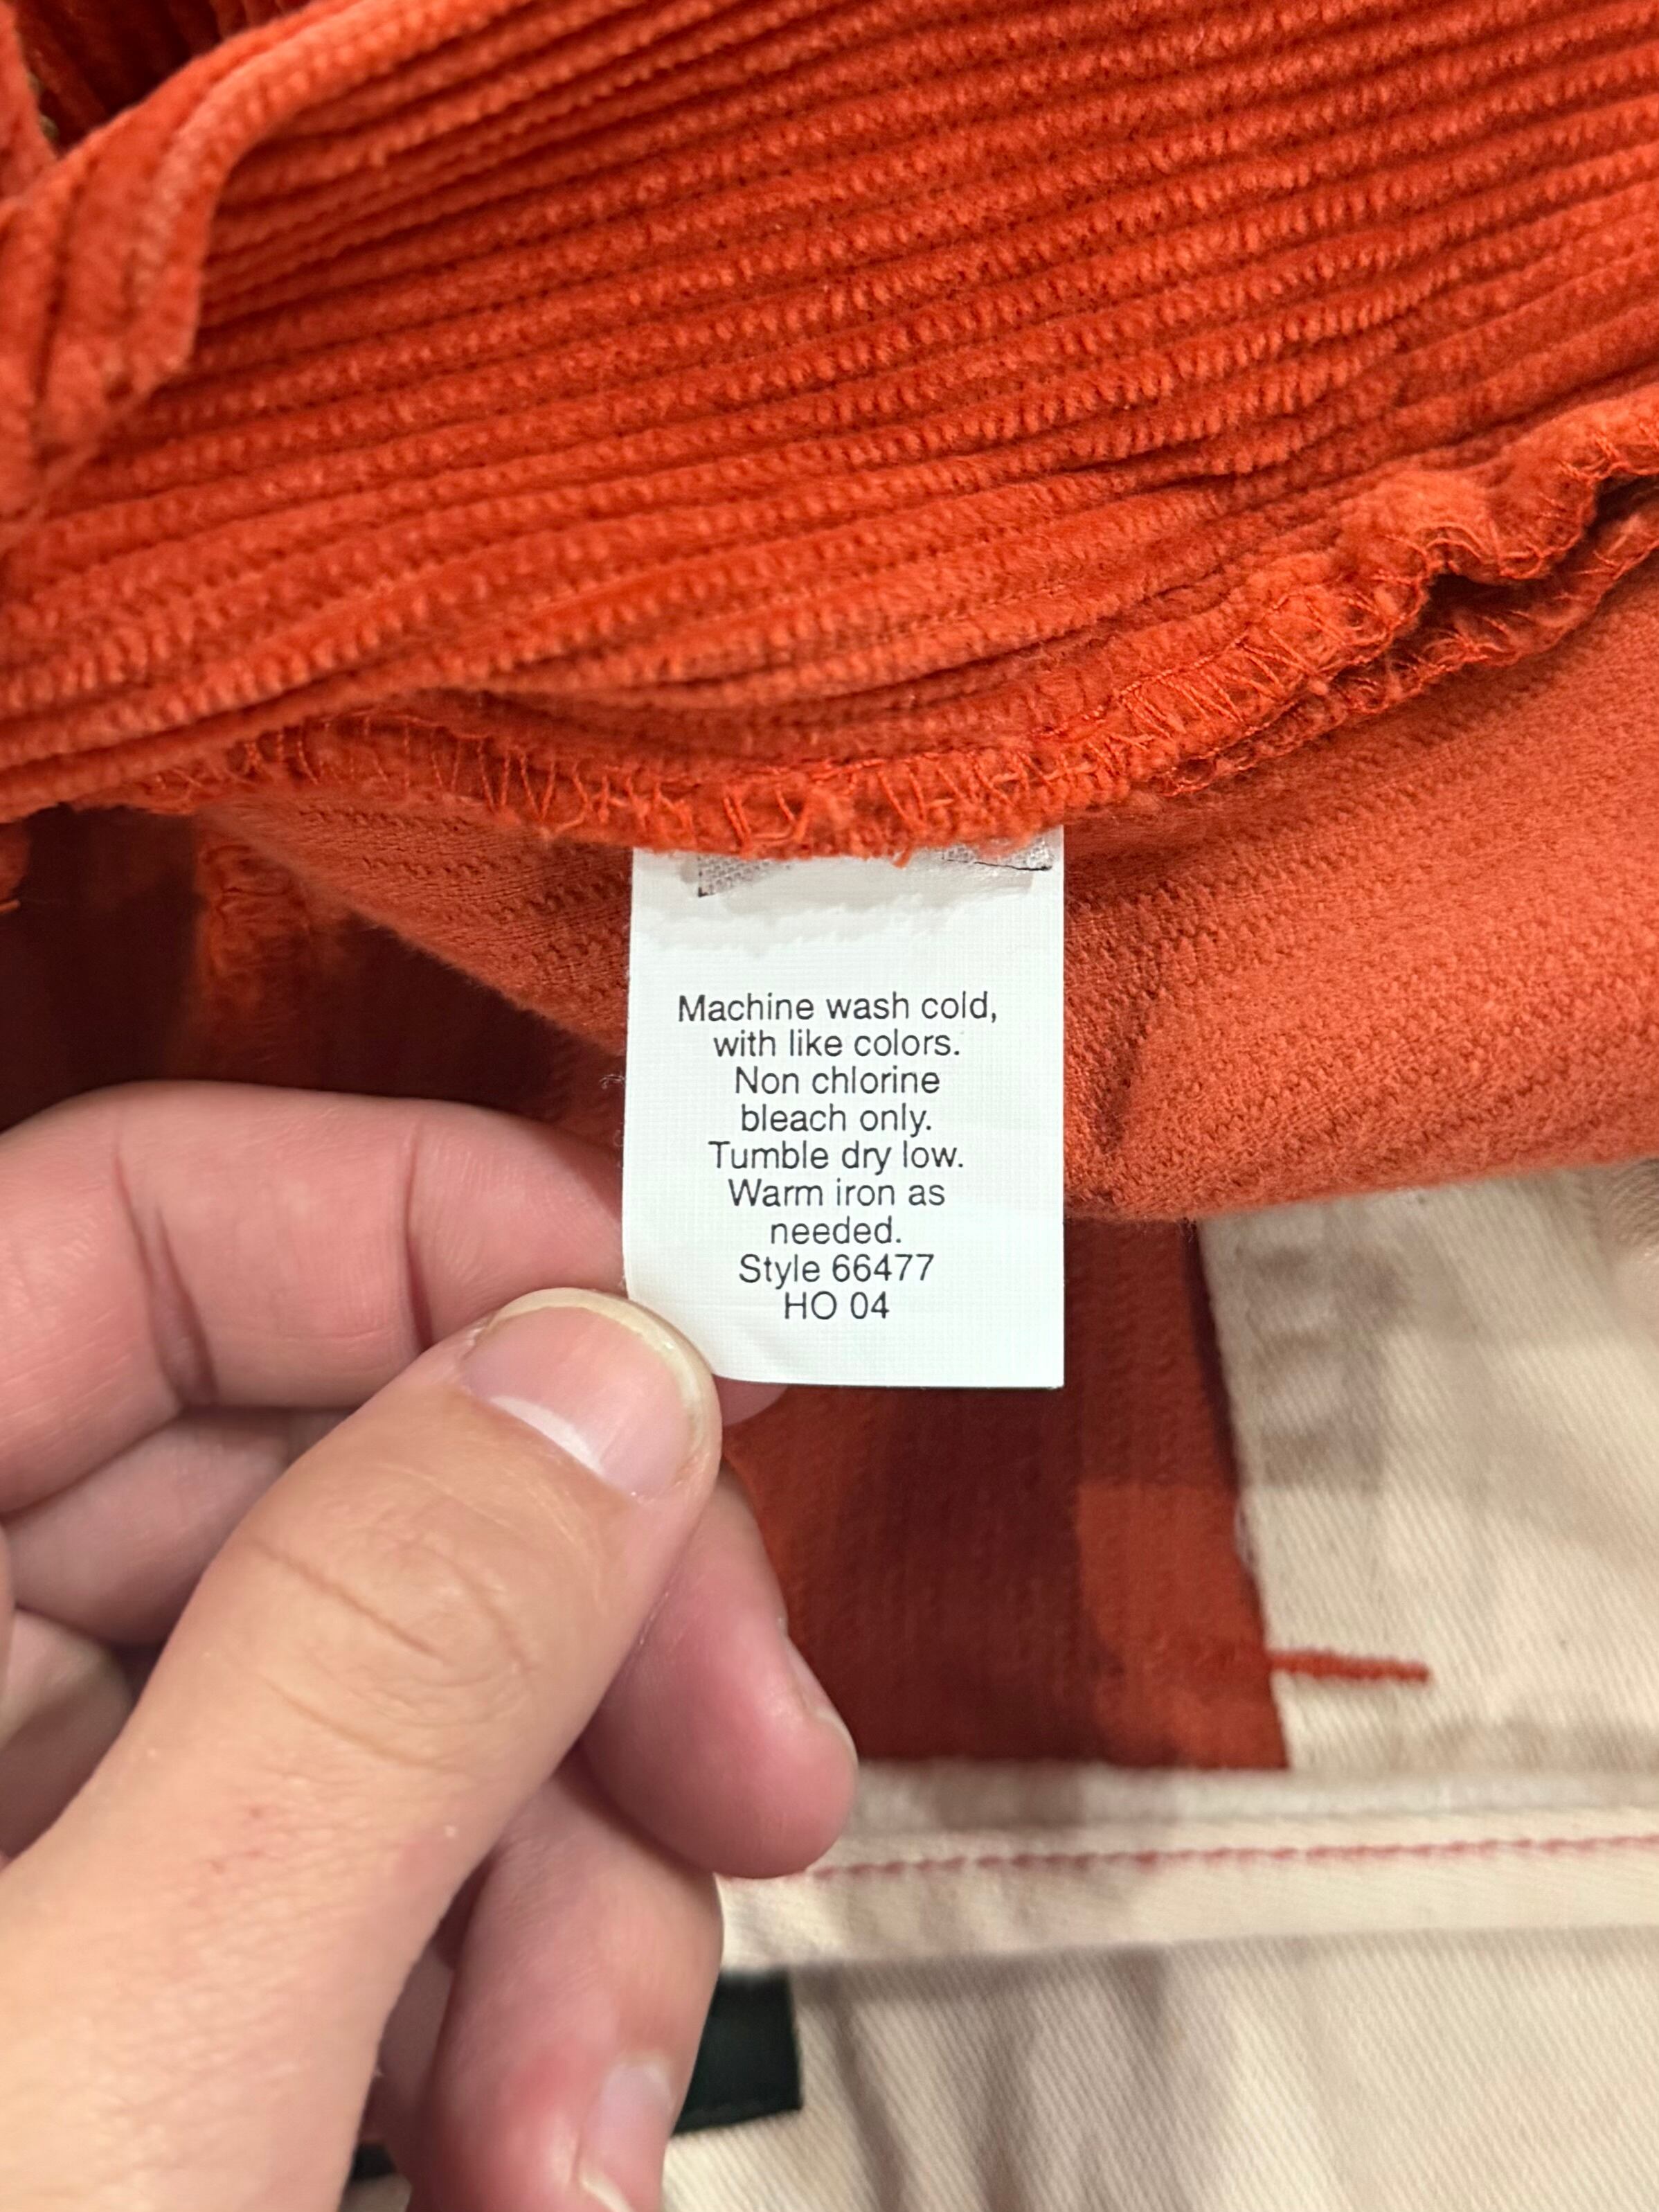 Machine wash cold,
with like colors.
Non chlorine
bleach only.
Tumble dry low.
Warm iron as
needed.
Style 66477
HO 04